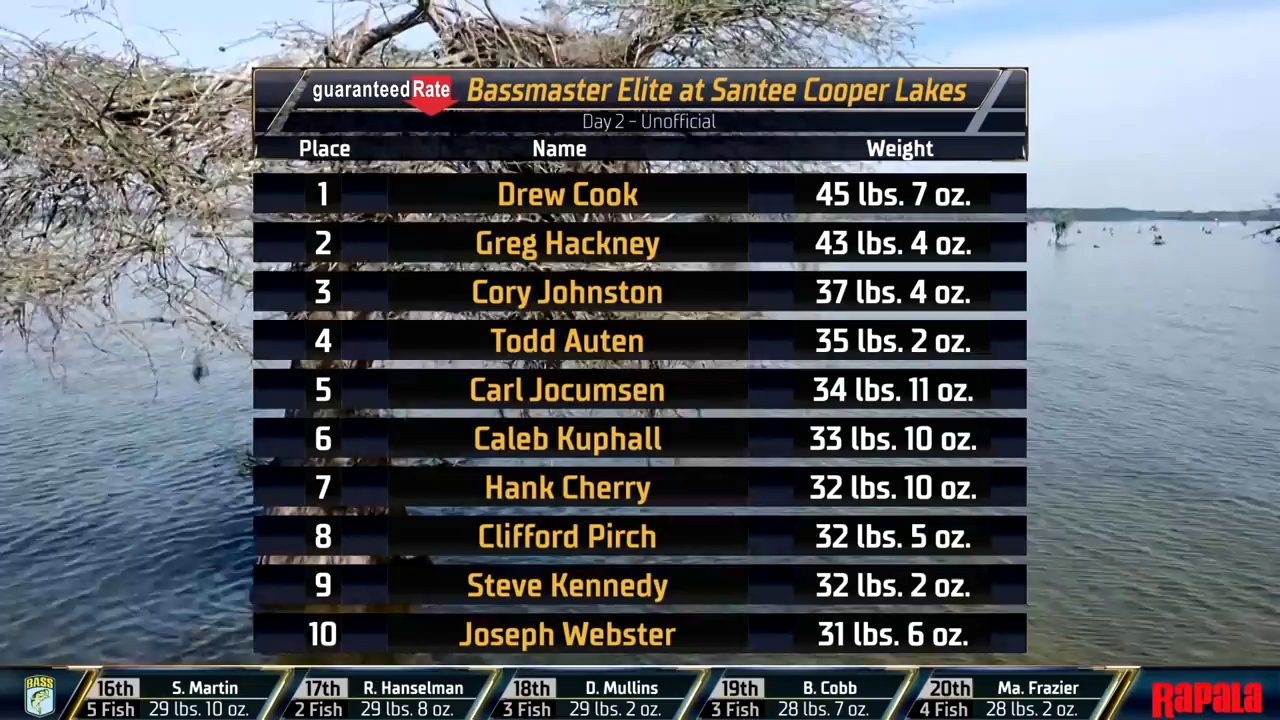 guaranteed Rate Bassmaster Elite at Santee Cooper Lakes
Day 2 - Unofficial
Place Name Weight
1 Drew Cook 45 lbs. 7 oz.
2 Greg Hackney 43 lbs. 4 oz.
3 Cory Johnston 37 lbs. 4 oz.
4 Todd Auten 35 lbs. 2 oz.
5 Carl Jocumsen 34 lbs. 11 oz.
6 Caleb Kuphall 33 lbs. 10 oz.
7 Hank Cherry 32 lbs. 10 oz.
8 Clifford Pirch 32 lbs. 5 oz.
9 Steve Kennedy 32 lbs. 2 oz.
10 Joseph Webster 31 lbs. 6 oz.
BASS
16th S. Martin
5 Fish 29 lbs. 10 oz.
17th R. Hanselman
2 Fish 29 lbs. 8 oz.
18th D. Mullins
3 Fish 29 lbs. 2 oz.
19th B. Cobb
3 Fish 28 lbs. 7 oz.
20th Ma. Frazier
4 Fish 28 lbs. 2 oz.
RAPALA